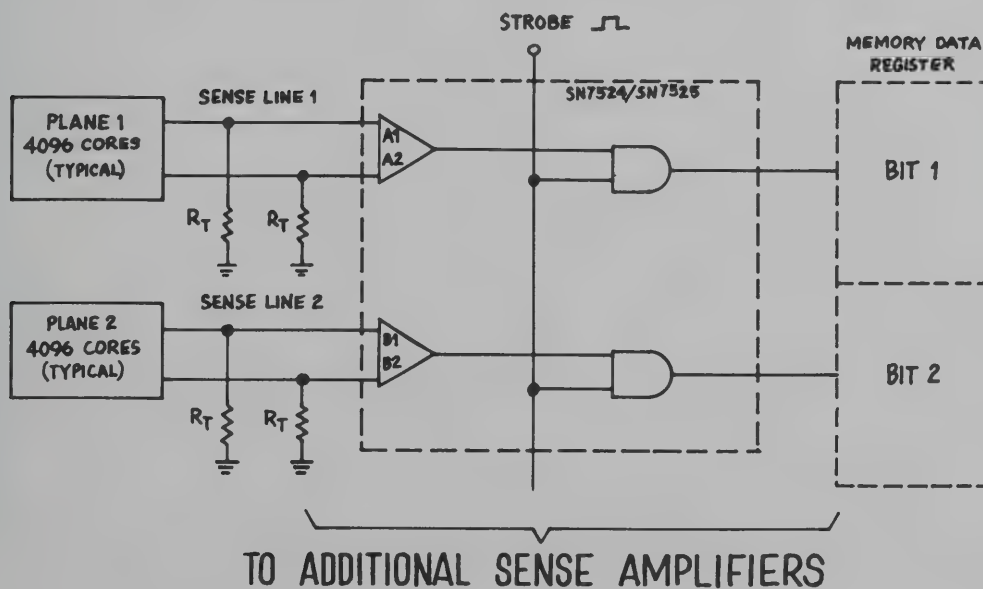 STROBE
MEMORY DATA
REGISTER
SN7524/SN7525
SENSE LINE 1
PLANE 1
4096 CORES
(TYPICAL)
A1
A2
BIT 1
RT
RT
SENSE LINE 2
PLANE 2
4096 CORES
(TYPICAL)
B1
B2
BIT 2
RT
RT
TO ADDITIONAL SENSE AMPLIFIERS